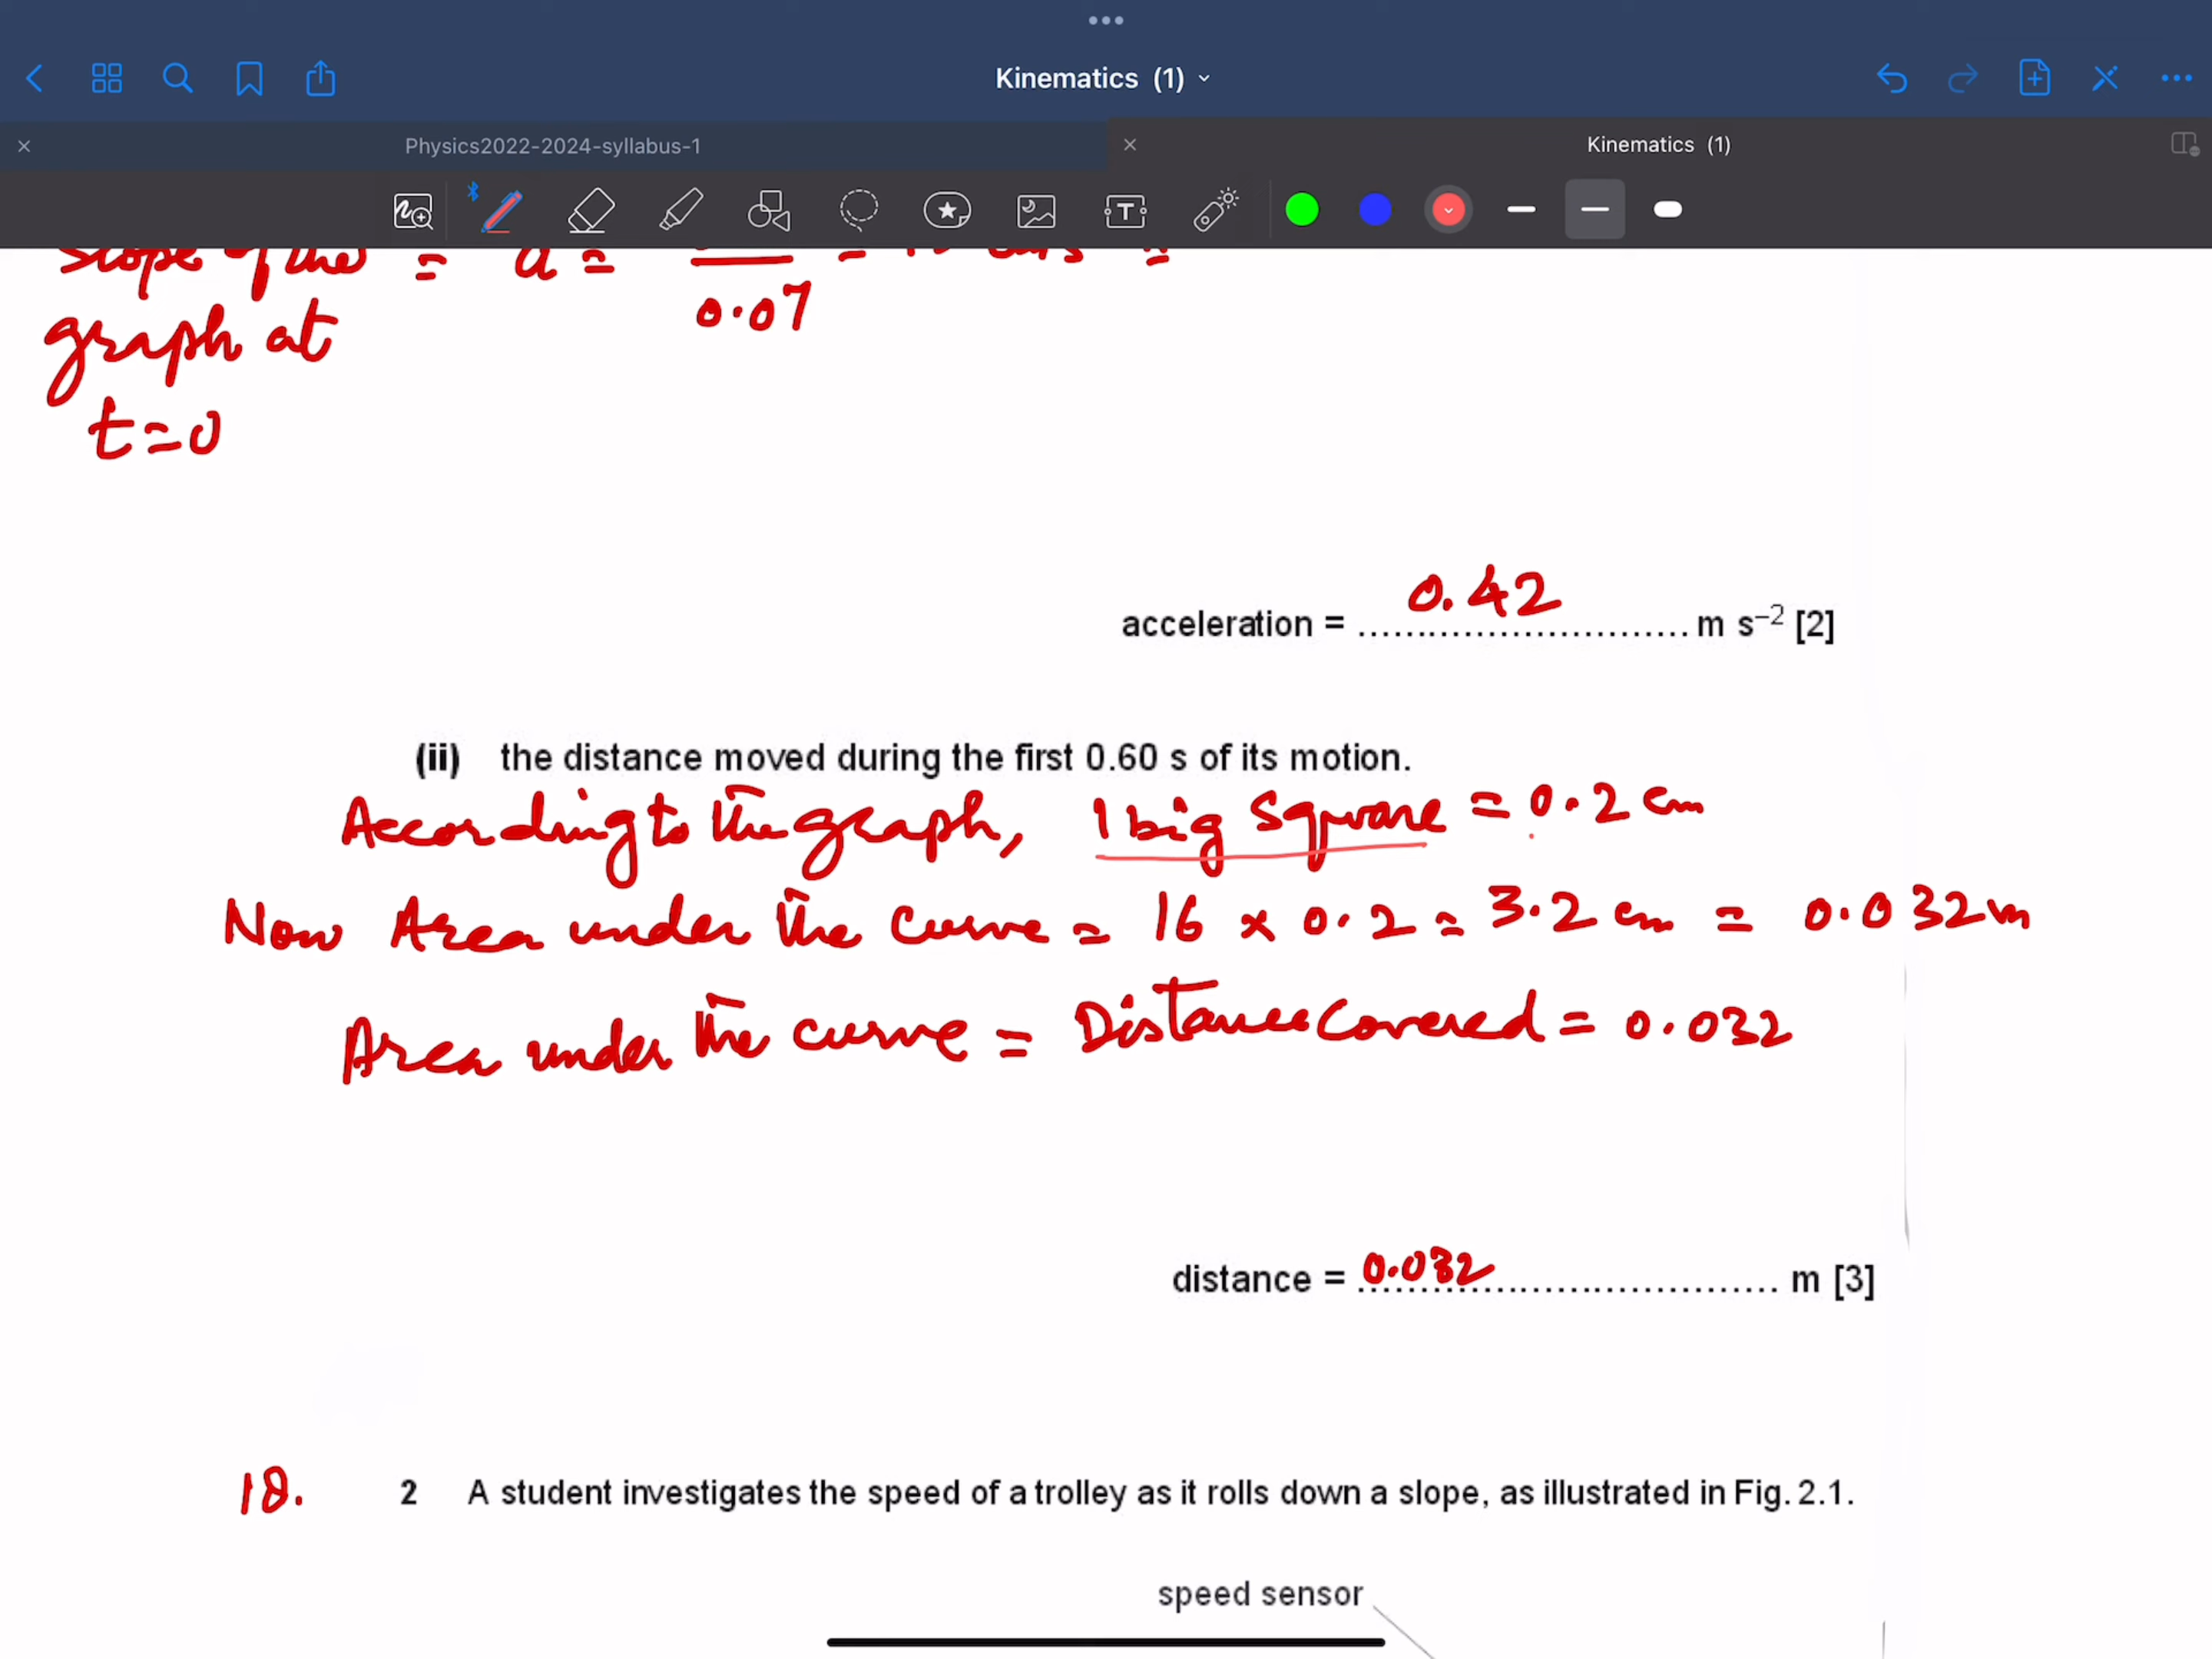 Kinematics (1)
Physics2022-2024-syllabus-1
Kinematics (1)
slope of the = a =
0.07
graph at
t=0
0.42
acceleration = ........................... m s⁻² [2]
(ii) the distance moved during the first 0.60 s of its motion.
According to the graph, 1 big square = 0.2 cm
Now Area under the curve = 16 × 0.2 = 3.2 cm = 0.032m
Area under the curve = Distance Covered = 0.032
distance = 0.032 ........................... m [3]
18. 2 A student investigates the speed of a trolley as it rolls down a slope, as illustrated in Fig. 2.1.
speed sensor